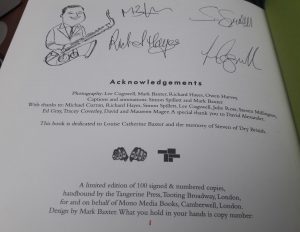 Richard Hayes
Acknowledgements
Photography: Lee Cogswell, Mark Baxter, Richard Hayes, Owen Harvey,
Captions and annotations: Simon Spillett and Mark Baxter
With thanks to: Michael Curran, Richard Hayes, Simon Spillett, Lee Cogswell, John Ross, Steven Millington,
Ed Gray, Tracey Coverley, David and Maureen Mager. A special thank you to David Alexander.
This book is dedicated to Louise Catherine Baxter and the memory of Steven of Dry British.
A limited edition of 100 signed & numbered copies,
handbound by the Tangerine Press, Tooting Broadway, London,
for and on behalf of Mono Media Books, Camberwell, London.
Design by Mark Baxter. What you hold in your hands is copy number: